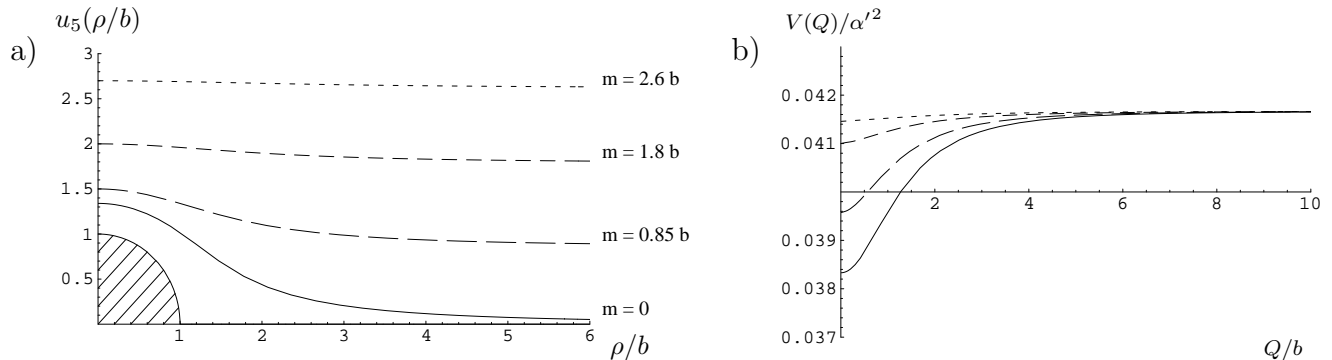 a)
u₅(ρ/b)
3
2.5
2
1.5
1
0.5
1 2 3 4 5 6
ρ/b
m = 2.6 b
m = 1.8 b
m = 0.85 b
m = 0
b)
V(Q)/α′²
0.042
0.041
0.039
0.038
0.037
2 4 6 8 10
Q/b